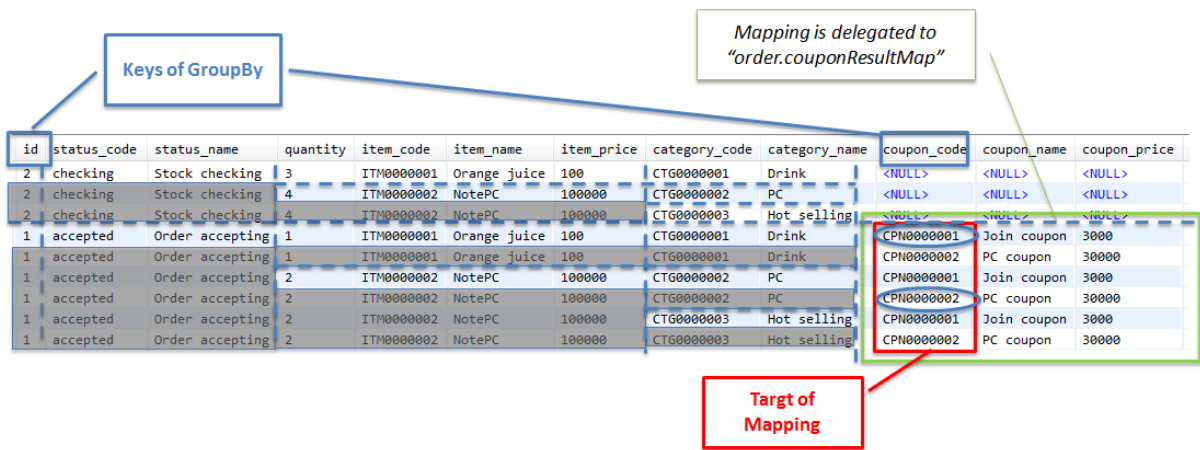 Mapping is delegated to
“order.couponResultMap”
Keys of GroupBy
id status_code status_name quantity item_code item_name item_price category_code category_name coupon_code coupon_name coupon_price
2 checking Stock checking 3 ITM0000001 Orange juice 100 CTG0000001 Drink <NULL> <NULL> <NULL>
2 checking Stock checking 4 ITM0000002 NotePC 100000 CTG0000002 PC <NULL> <NULL> <NULL>
2 checking Stock checking 4 ITM0000002 NotePC 100000 CTG0000003 Hot selling <NULL> <NULL> <NULL>
1 accepted Order accepting 1 ITM0000001 Orange juice 100 CTG0000001 Drink CPN0000001 Join coupon 3000
1 accepted Order accepting 1 ITM0000001 Orange juice 100 CTG0000001 Drink CPN0000002 PC coupon 30000
1 accepted Order accepting 2 ITM0000002 NotePC 100000 CTG0000002 PC CPN0000001 Join coupon 3000
1 accepted Order accepting 2 ITM0000002 NotePC 100000 CTG0000002 PC CPN0000002 PC coupon 30000
1 accepted Order accepting 2 ITM0000002 NotePC 100000 CTG0000003 Hot selling CPN0000001 Join coupon 3000
1 accepted Order accepting 2 ITM0000002 NotePC 100000 CTG0000003 Hot selling CPN0000002 PC coupon 30000
Targt of
Mapping